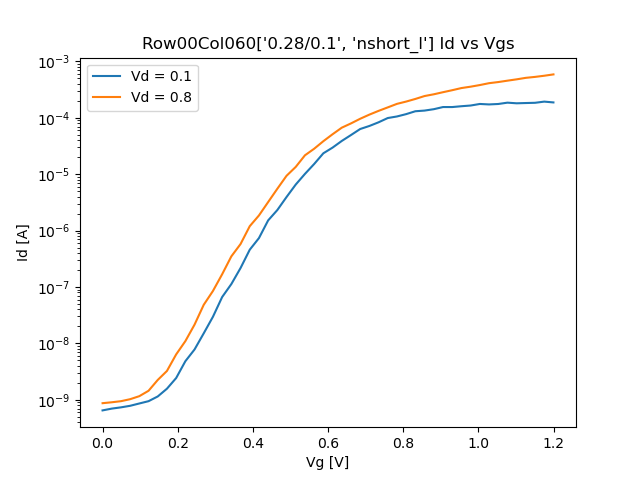 Row00Col060['0.28/0.1', 'nshort_l'] Id vs Vgs
Vd = 0.1
Vd = 0.8
10⁻³
10⁻⁴
10⁻⁵
10⁻⁶
10⁻⁷
10⁻⁸
10⁻⁹
Id [A]
0.0 0.2 0.4 0.6 0.8 1.0 1.2
Vg [V]